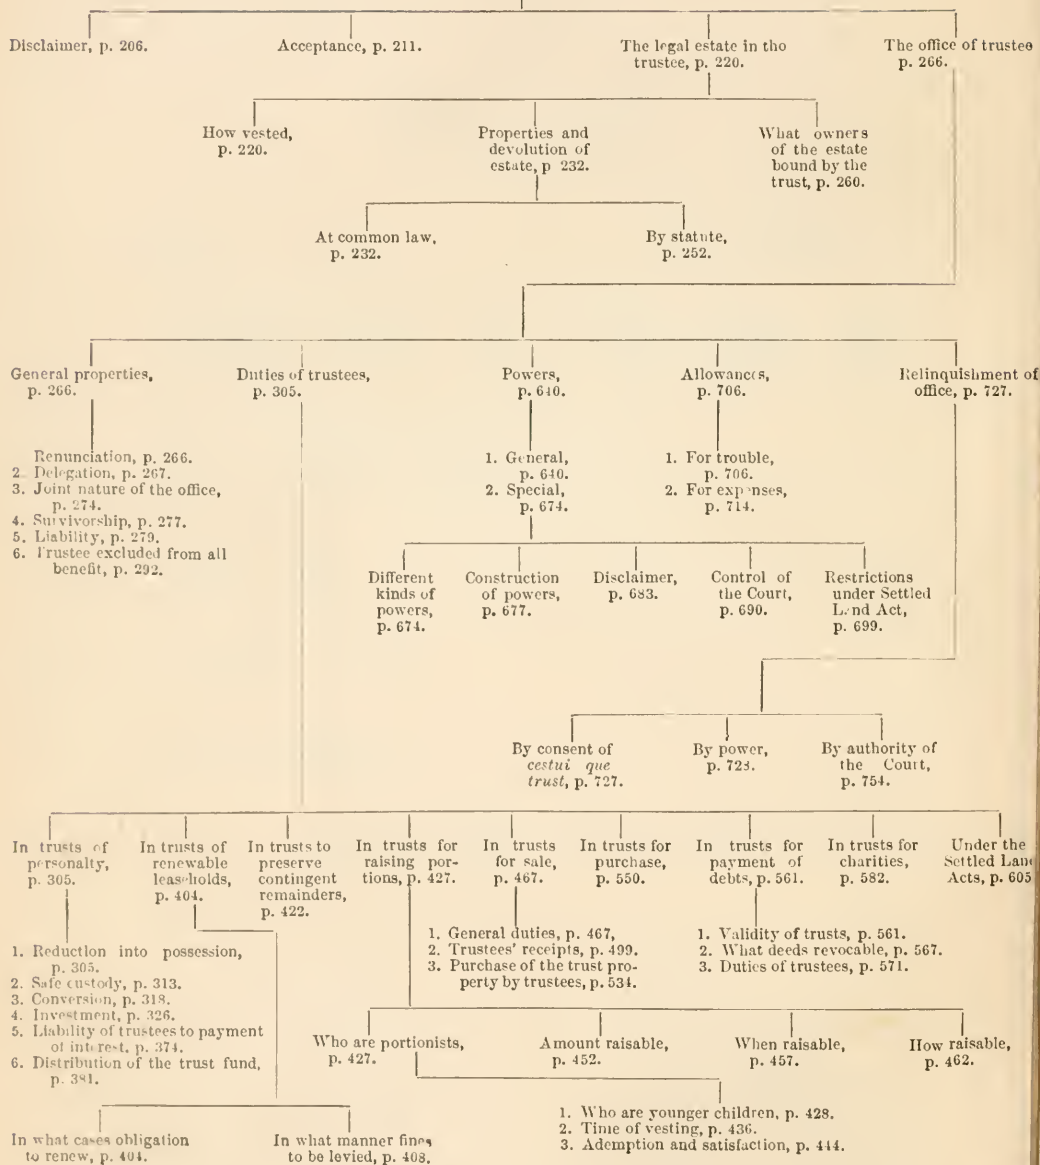 Disclaimer, p. 206.
Acceptance, p. 211.
The legal estate in tho
trustee, p. 220.
The office of trustee
p. 266.
How vested,
p. 220.
Properties and
devolution of
estate, p 232.
What owners
of the estate
bound by the
trust, p. 260.
At common law,
p. 232.
By statute,
p. 252.
General properties,
p. 266.
Duties of trustees,
p. 305.
Powers,
p. 640.
Allowances,
p. 706.
Relinquishment of
office, p. 727.
Renunciation, p. 266.
2. Delegation, p. 267.
3. Joint nature of the office,
p. 274.
4. Survivorship, p. 277.
5. Liability, p. 279.
6. Trustee excluded from all
benefit, p. 292.
1. General,
p. 640.
2. Special,
p. 674.
1. For trouble,
p. 706.
2. For expenses,
p. 714.
Different
kinds of
powers,
p. 674.
Construction
of powers,
p. 677.
Disclaimer,
p. 683.
Control of
the Court,
p. 690.
Restrictions
under Settled
Land Act,
p. 699.
By consent of
cestui que
trust, p. 727.
By power,
p. 728.
By authority of
the Court,
p. 754.
In trusts of
personalty,
p. 305.
In trusts of
renewable
leaseholds,
p. 404.
In trusts to
preserve
contingent
remainders,
p. 422.
In trusts for
raising por-
tions, p. 427.
In trusts
for sale,
p. 467.
In trusts for
purchase,
p. 550.
In trusts for
payment of
debts, p. 561.
In trusts for
charities,
p. 582.
Under the
Settled Land
Acts, p. 605
1. Reduction into possession,
p. 305.
2. Safe custody, p. 313.
3. Conversion, p. 318.
4. Investment, p. 326.
5. Liability of trustees to payment
of interest, p. 374.
6. Distribution of the trust fund,
p. 381.
1. General duties, p. 467,
2. Trustees' receipts, p. 499.
3. Purchase of the trust pro-
perty by trustees, p. 534.
1. Validity of trusts, p. 561.
2. What deeds revocable, p. 567.
3. Duties of trustees, p. 571.
Who are portionists,
p. 427.
Amount raisable,
p. 452.
When raisable,
p. 457.
How raisable,
p. 462.
In what cases obligation
to renew, p. 404.
In what manner fines
to be levied, p. 408.
1. Who are younger children, p. 428.
2. Time of vesting, p. 436.
3. Ademption and satisfaction, p. 444.